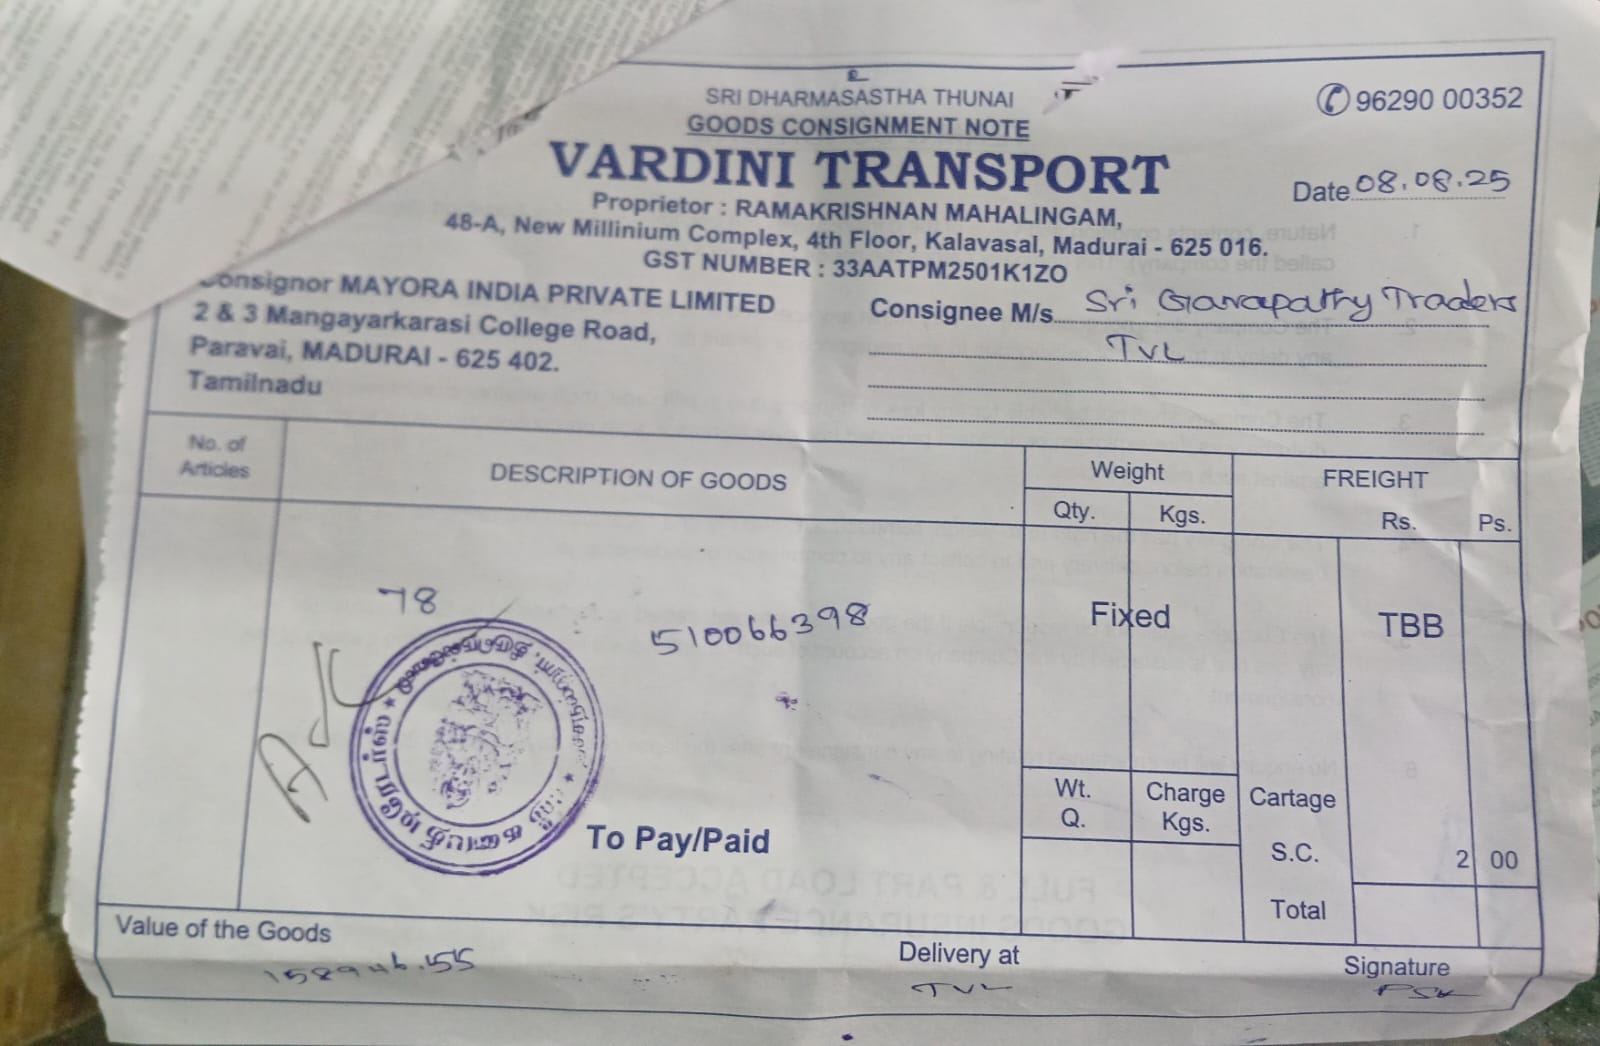 உ
SRI DHARMASASTHA THUNAI
GOODS CONSIGNMENT NOTE
✆ 96290 00352
VARDINI TRANSPORT
Date 08.08.25
Proprietor : RAMAKRISHNAN MAHALINGAM,
48-A, New Millinium Complex, 4th Floor, Kalavasal, Madurai - 625 016.
GST NUMBER : 33AATPM2501K1ZO
Consignor MAYORA INDIA PRIVATE LIMITED
2 & 3 Mangayarkarasi College Road,
Paravai, MADURAI - 625 402.
Tamilnadu
Consignee M/s. Sri Ganapathy Traders
TVL
No. of
Articles
DESCRIPTION OF GOODS
Weight
Qty. Kgs.
FREIGHT
Rs. Ps.
78
510066398
Fixed
TBB
To Pay/Paid
Wt.
Q.
Charge
Kgs.
Cartage
S.C. 2 00
Total
Value of the Goods
158946.55
Delivery at
TVL
Signature